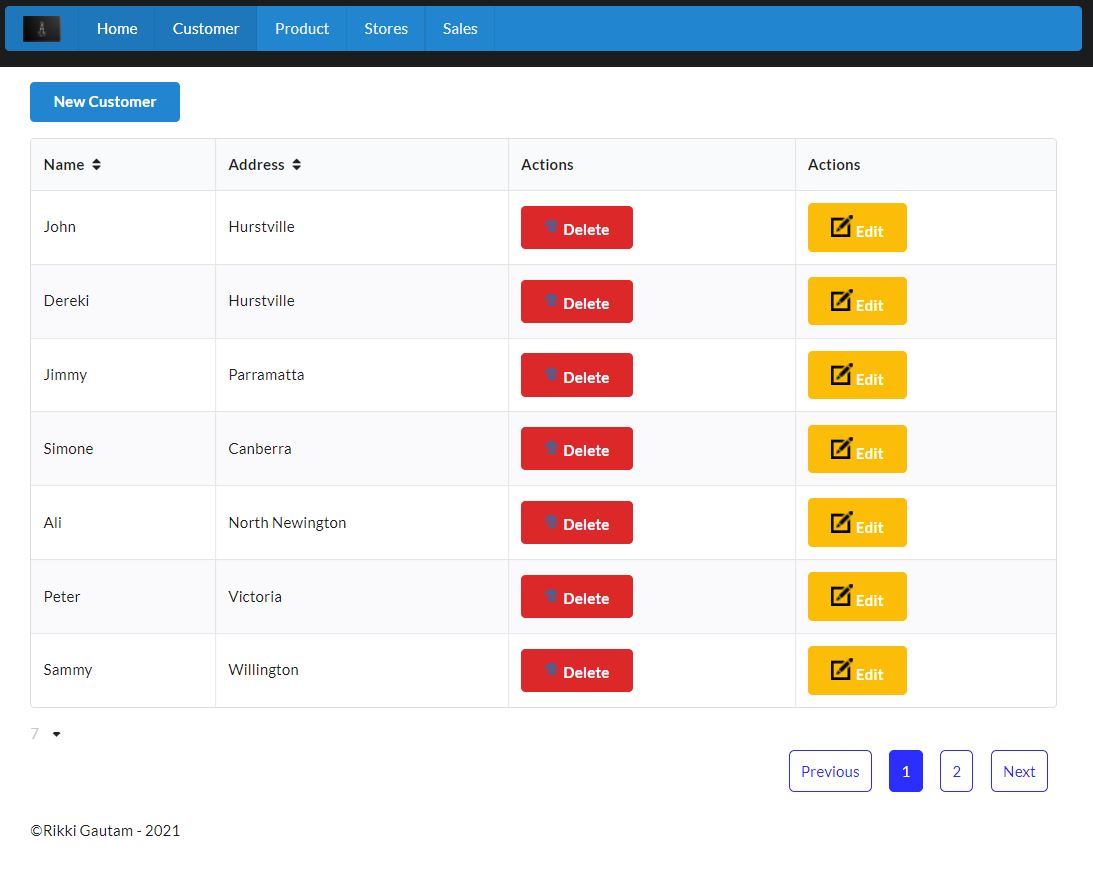 Home Customer Product Stores Sales
New Customer
Name Address Actions Actions
John Hurstville Delete Edit
Dereki Hurstville Delete Edit
Jimmy Parramatta Delete Edit
Simone Canberra Delete Edit
Ali North Newington Delete Edit
Peter Victoria Delete Edit
Sammy Willington Delete Edit
7
Previous 1 2 Next
©Rikki Gautam - 2021